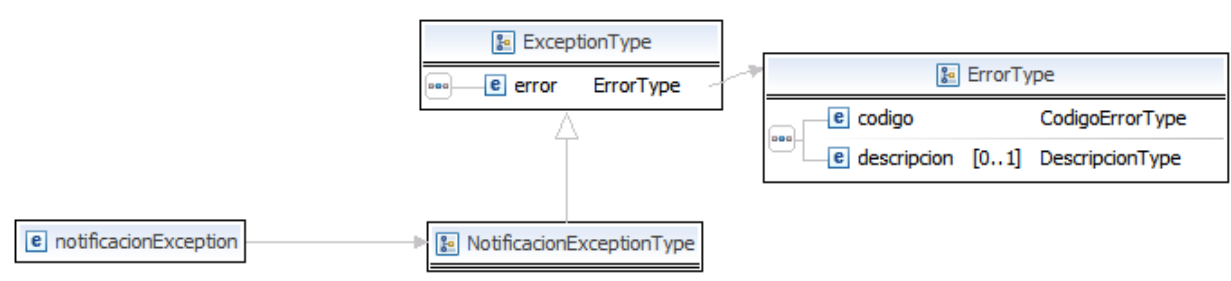 ExceptionType
e error ErrorType
ErrorType
e codigo CodigoErrorType
e descripcion [0..1] DescripcionType
e notificacionException
NotificacionExceptionType